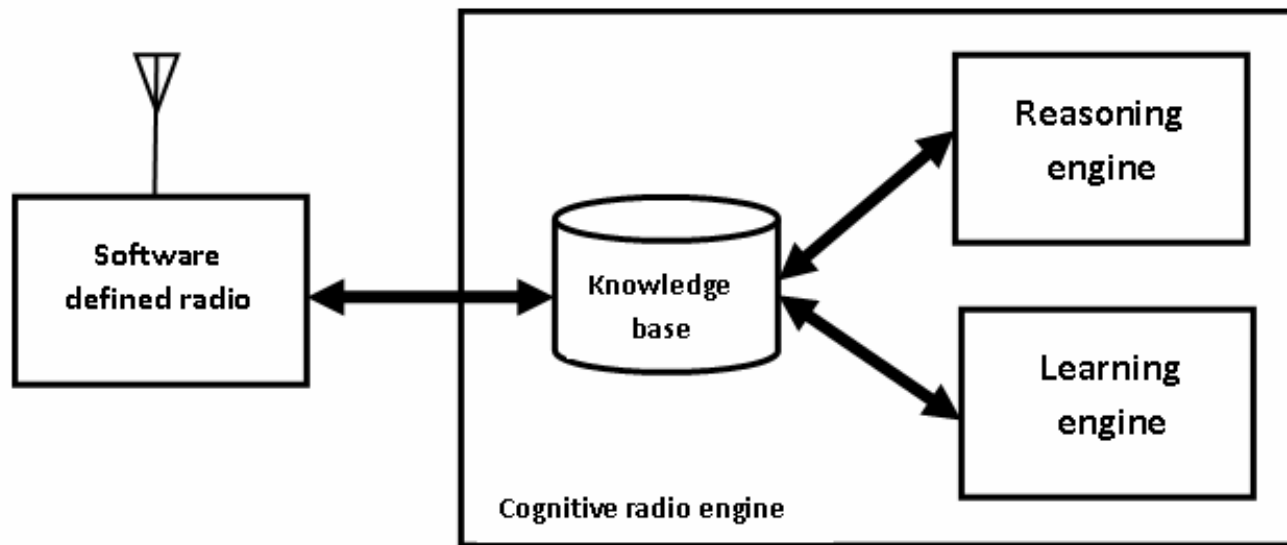 Software
defined radio
Knowledge
base
Reasoning
engine
Learning
engine
Cognitive radio engine